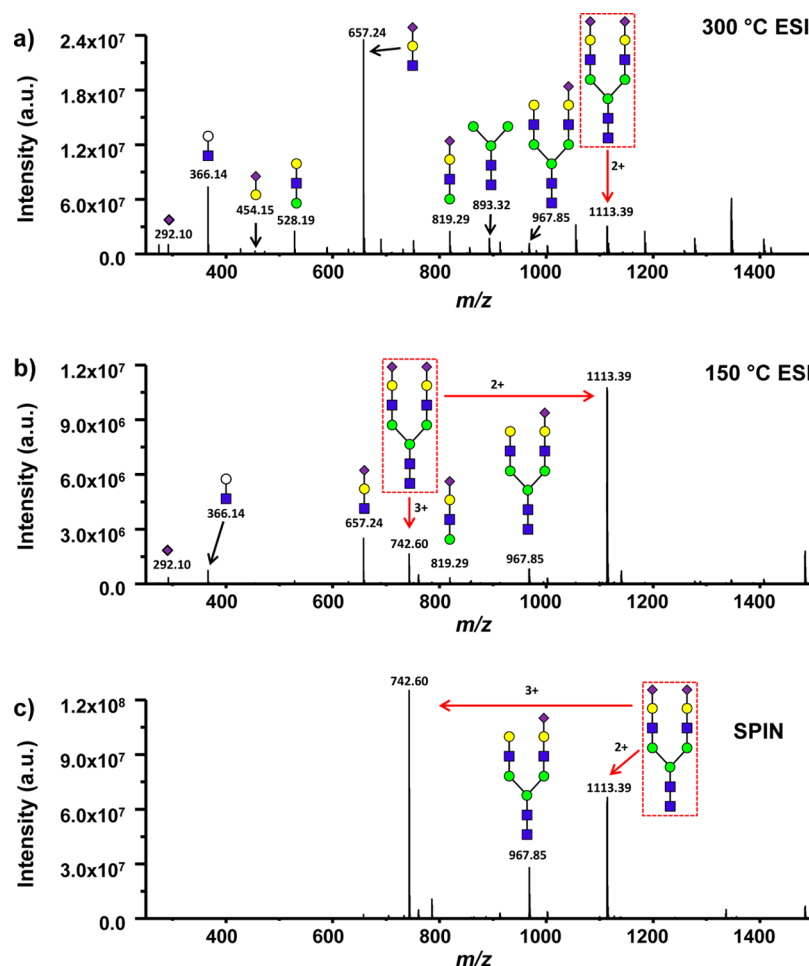 a)
300 °C ESI
Intensity (a.u.)
2.4x10⁷
1.8x10⁷
1.2x10⁷
6.0x10⁶
0.0
657.24
366.14
292.10
454.15
528.19
819.29
893.32
967.85
2+
1113.39
400 600 800 1000 1200 1400
m/z
b)
150 °C ESI
Intensity (a.u.)
1.2x10⁷
9.0x10⁶
6.0x10⁶
3.0x10⁶
0.0
2+
1113.39
366.14
292.10
657.24
3+
742.60
819.29
967.85
400 600 800 1000 1200 1400
m/z
c)
SPIN
Intensity (a.u.)
1.2x10⁸
9.0x10⁷
6.0x10⁷
3.0x10⁷
0.0
742.60
3+
2+
1113.39
967.85
400 600 800 1000 1200 1400
m/z